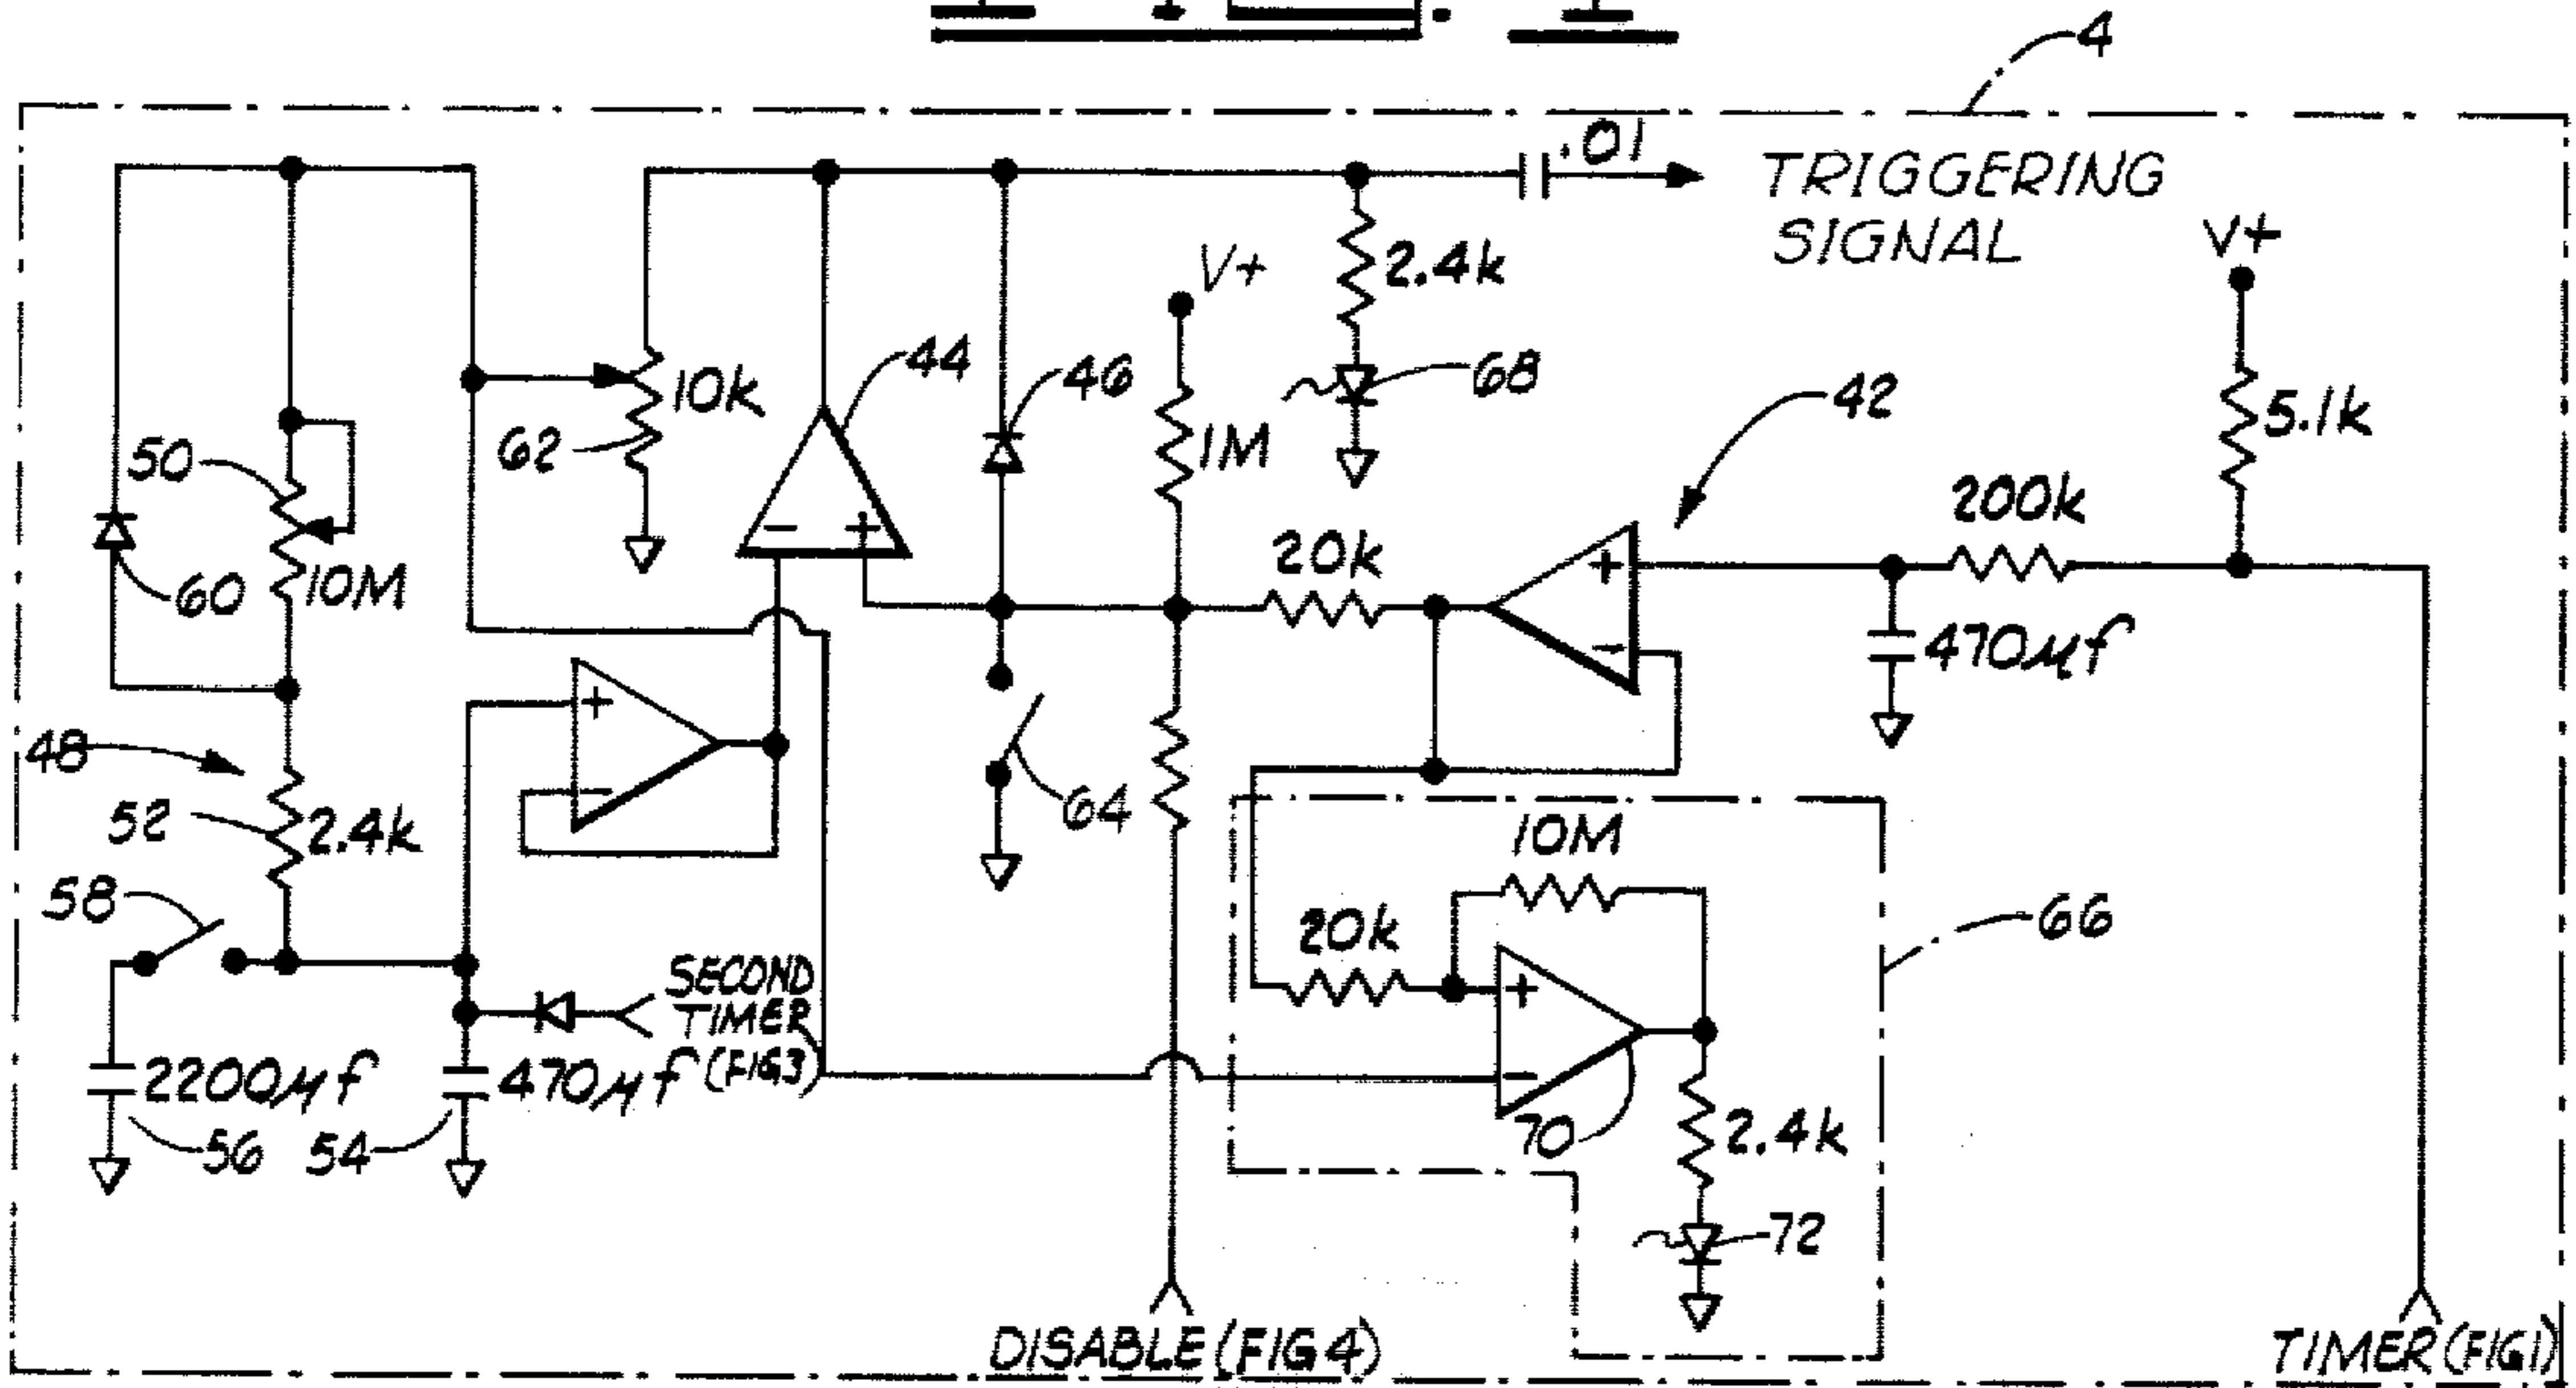 4
.01
TRIGGERING
SIGNAL
V+
V+
2.4k
44
46
68
42
10k
62
1M
5.1k
50
200k
20k
60
10M
- +
+
-
470μf
+
-
48
52
2.4k
64
10M
58
20k
66
SECOND
TIMER
(FIG3)
+
-
2200μf
470μf
56
54
70
2.4k
72
DISABLE (FIG 4)
TIMER (FIG1)